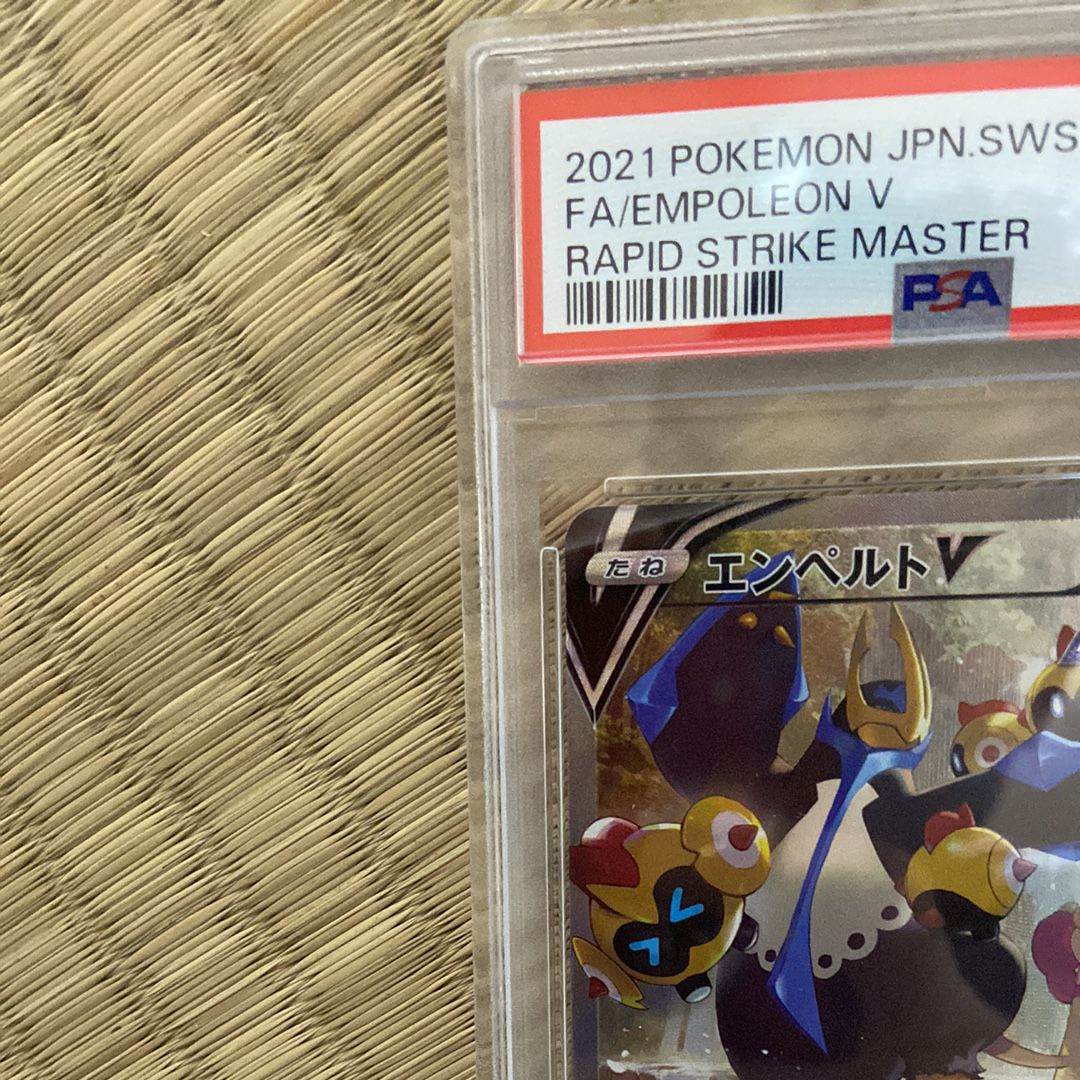 2021 POKEMON JPN.SWS
FA/EMPOLEON V
RAPID STRIKE MASTER
PSA
たね エンペルトV